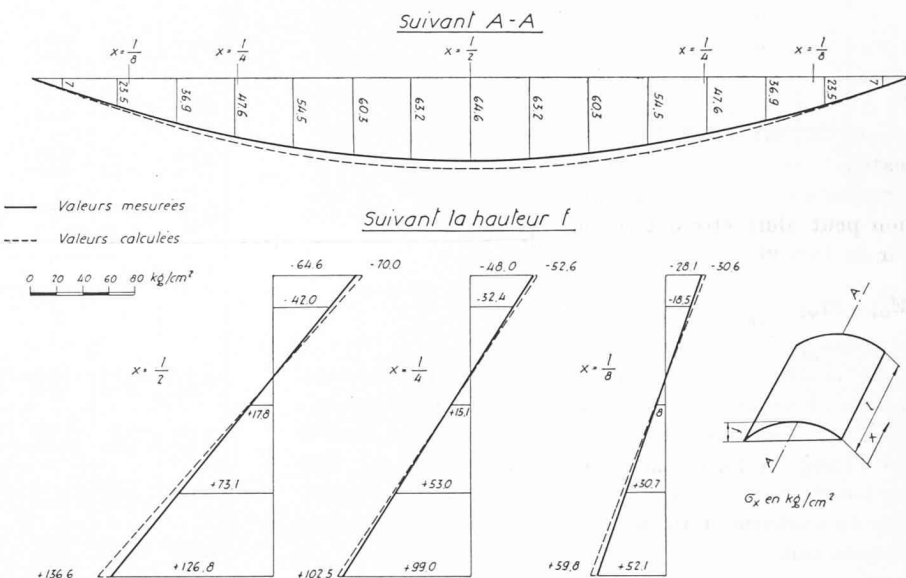 Suivant A-A
x = l/8 x = l/4 x = l/2 x = l/4 x = l/8
7 23.5 36.9 47.6 54.5 60.3 63.2 64.6 63.2 60.3 54.5 47.6 36.9 23.5 7
Valeurs mesurées
Valeurs calculées
0 20 40 60 80 kg/cm²
Suivant la hauteur f
-64.6 -70.0 -48.0 -52.6 -28.1 -30.6
-42.0 -32.4 -18.5
x = l/2 x = l/4 x = l/8
+17.8 +15.1 8
+73.1 +53.0 +30.7
+136.6 +126.8 +102.5 +99.0 +59.8 +52.1
A
f l x
A
σx en kg/cm²